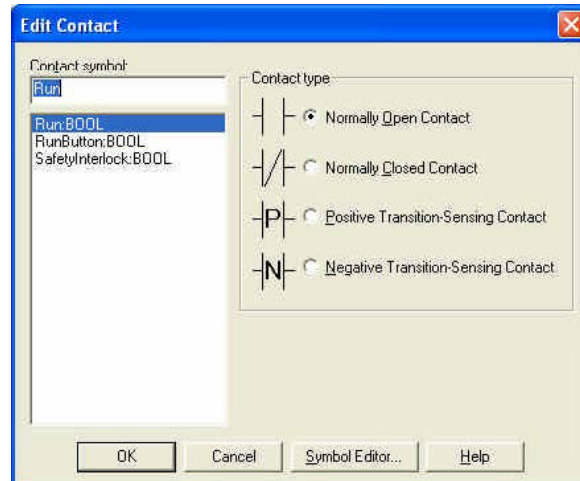 Edit Contact
Contact symbol:
Run
Run:BOOL
RunButton:BOOL
SafetyInterlock:BOOL
Contact type
Normally Open Contact
Normally Closed Contact
P
Positive Transition-Sensing Contact
N
Negative Transition-Sensing Contact
OK
Cancel
Symbol Editor...
Help